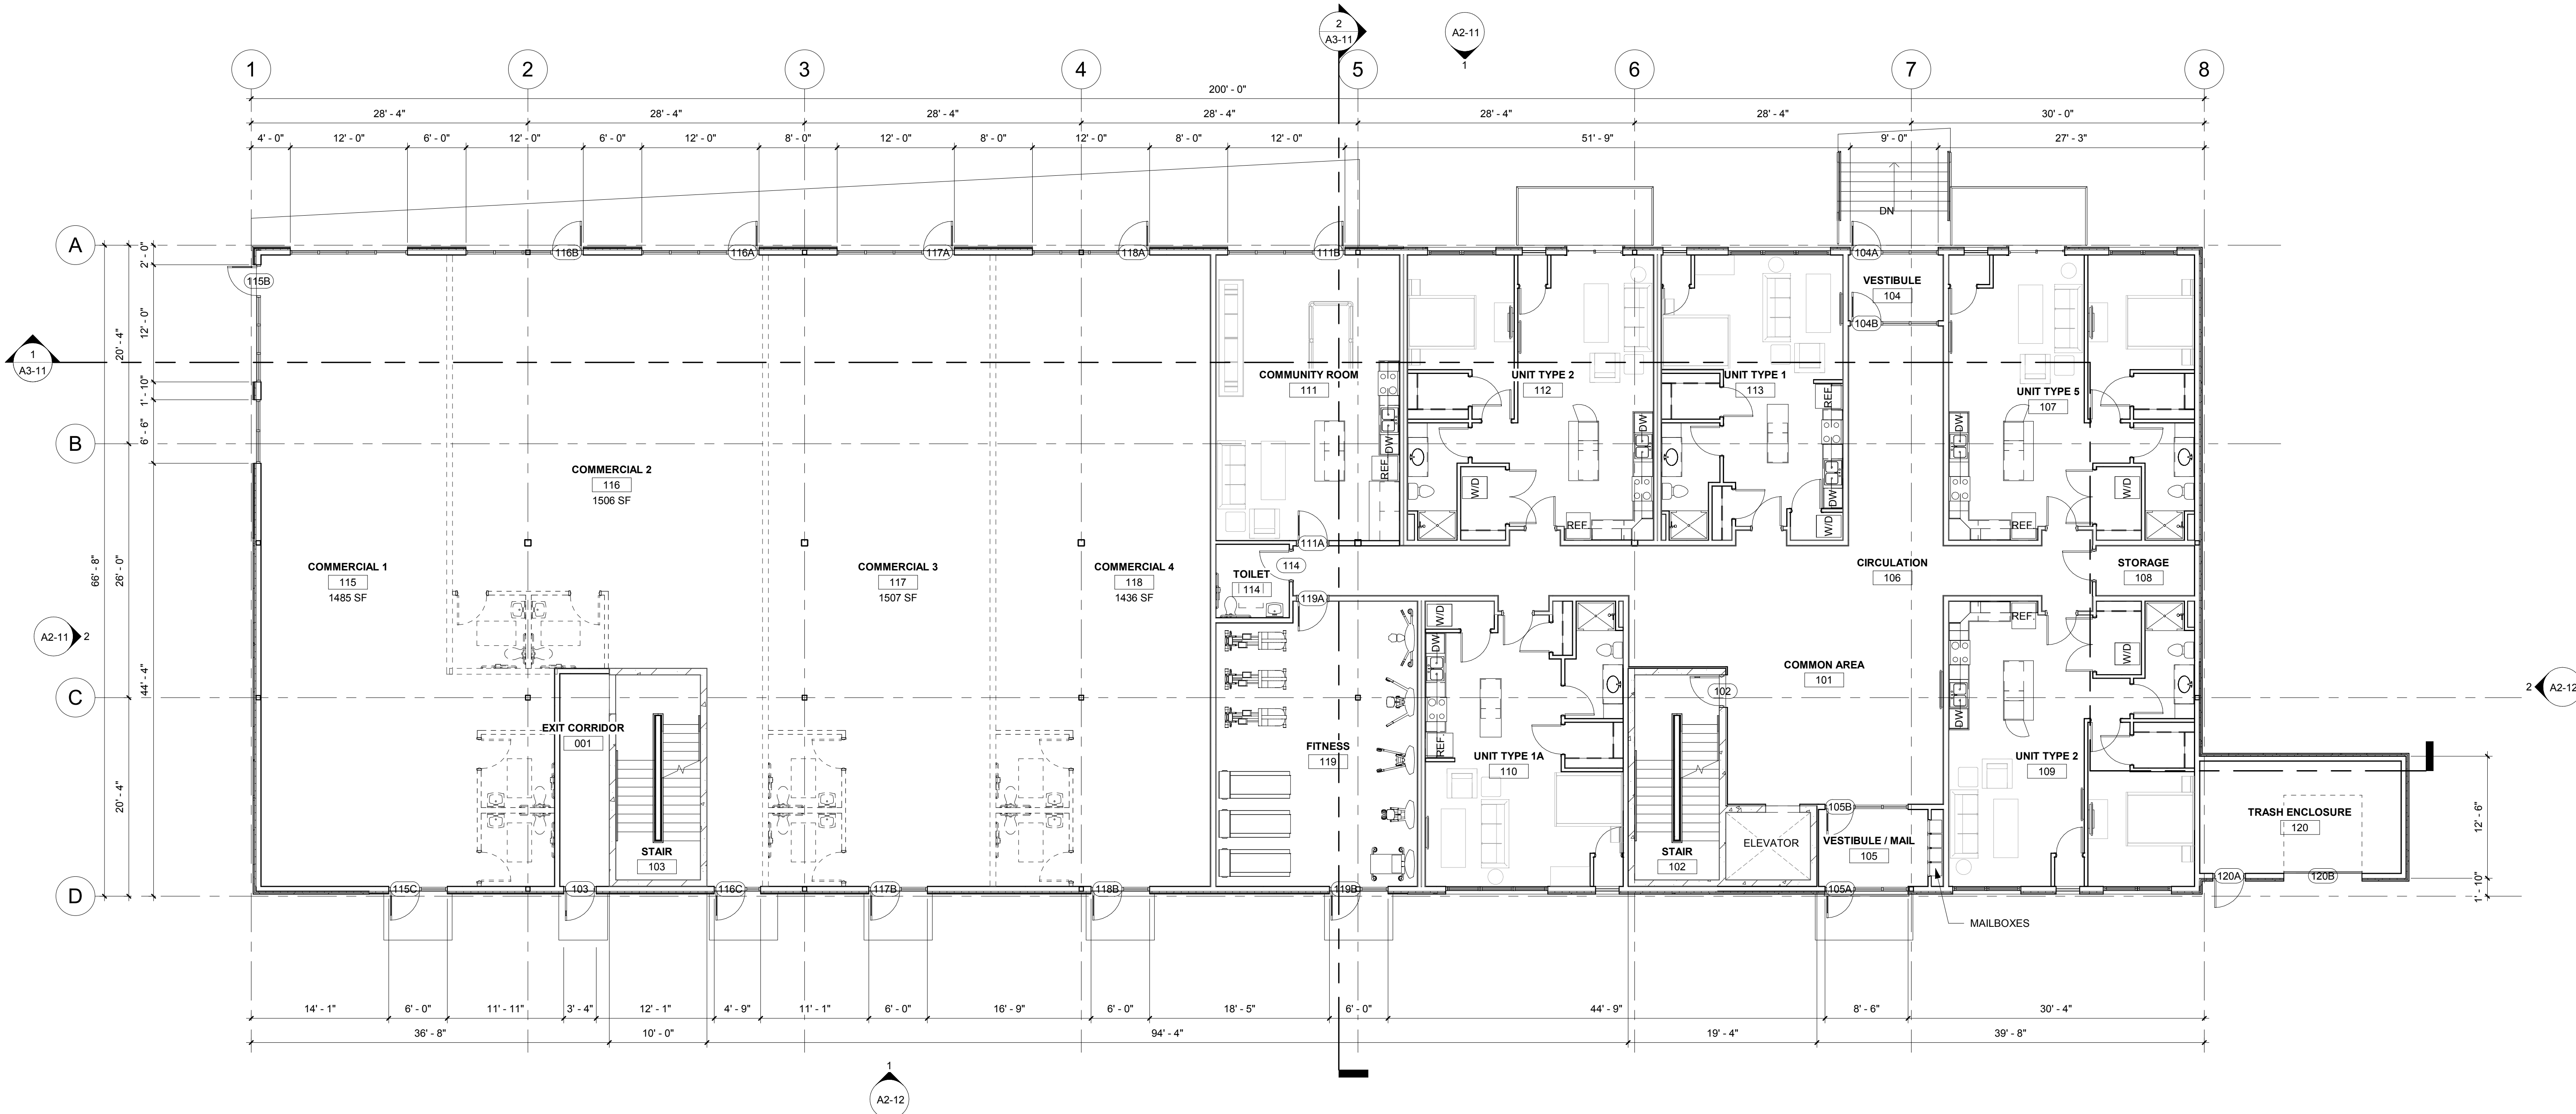 2
A3-11
A2-11
1
1
2
3
4
5
6
7
8
200' - 0"
28' - 4"
28' - 4"
28' - 4"
28' - 4"
28' - 4"
28' - 4"
30' - 0"
4' - 0"
12' - 0"
6' - 0"
12' - 0"
6' - 0"
12' - 0"
8' - 0"
12' - 0"
8' - 0"
12' - 0"
8' - 0"
12' - 0"
51' - 9"
9' - 0"
27' - 3"
DN
A
B
C
D
2' - 0"
12' - 0"
1' - 10"
6' - 6"
44' - 4"
20' - 4"
26' - 0"
20' - 4"
66' - 8"
1
A3-11
A2-11
2
115B
116B
116A
117A
118A
111B
104A
VESTIBULE
104
104B
COMMUNITY ROOM
111
DW
REF.
UNIT TYPE 2
112
DW
W/D
REF.
UNIT TYPE 1
113
REF.
DW
W/D
UNIT TYPE 5
107
DW
W/D
REF.
COMMERCIAL 2
116
1506 SF
COMMERCIAL 1
115
1485 SF
COMMERCIAL 3
117
1507 SF
COMMERCIAL 4
118
1436 SF
111A
114
TOILET
114
119A
CIRCULATION
106
STORAGE
108
W/D
DW
REF.
UNIT TYPE 1A
110
COMMON AREA
101
102
REF.
W/D
DW
UNIT TYPE 2
109
EXIT CORRIDOR
001
FITNESS
119
STAIR
103
STAIR
102
ELEVATOR
105B
VESTIBULE / MAIL
105
105A
TRASH ENCLOSURE
120
120A
120B
115C
103
116C
117B
118B
119B
MAILBOXES
12' - 6"
1' - 10"
2
A2-12
14' - 1"
6' - 0"
11' - 11"
3' - 4"
12' - 1"
4' - 9"
11' - 1"
6' - 0"
16' - 9"
6' - 0"
18' - 5"
6' - 0"
44' - 9"
8' - 6"
30' - 4"
36' - 8"
10' - 0"
94' - 4"
19' - 4"
39' - 8"
1
A2-12